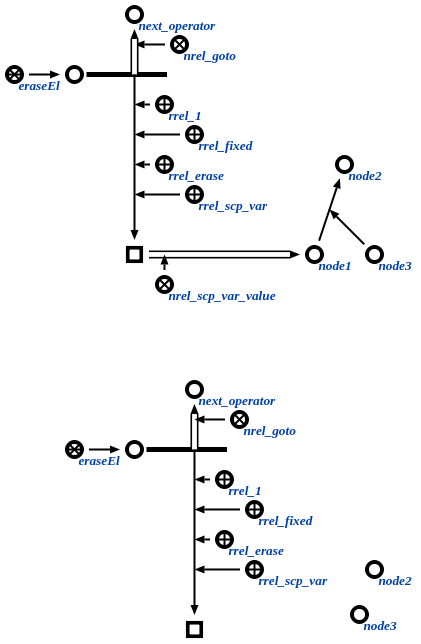 next_operator
nrel_goto
eraseEl
rrel_1
rrel_fixed
rrel_erase
rrel_scp_var
node2
node1
node3
nrel_scp_var_value
next_operator
nrel_goto
eraseEl
rrel_1
rrel_fixed
rrel_erase
rrel_scp_var
node2
node3